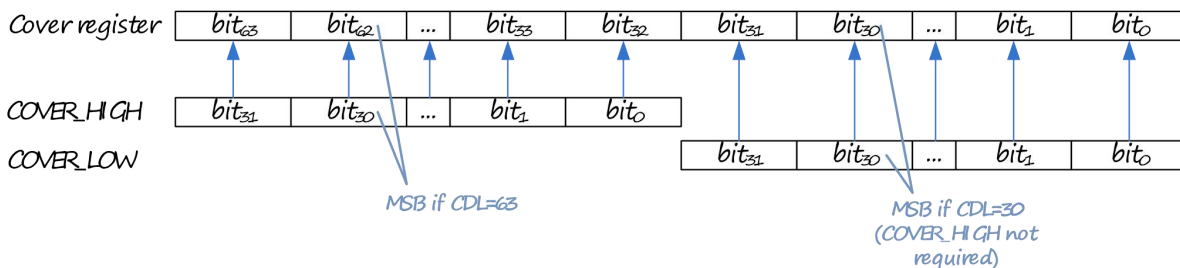 Cover register bit63 bit62 ... bit33 bit32 bit31 bit30 ... bit1 bit0
COVER_HIGH bit31 bit30 ... bit1 bit0
COVER_LOW bit31 bit30 ... bit1 bit0
MSB if CDL=63
MSB if CDL=30
(COVER_HIGH not
required)